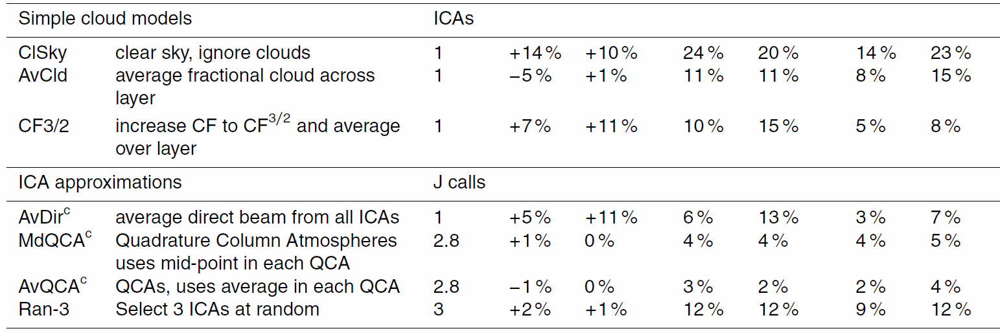 Simple cloud models ICAs
ClSky clear sky, ignore clouds 1 +14 % +10 % 24 % 20 % 14 % 23 %
AvCld average fractional cloud across 1 −5 % +1 % 11 % 11 % 8 % 15 %
layer
CF3/2 increase CF to CF^3/2 and average 1 +7 % +11 % 10 % 15 % 5 % 8 %
over layer
ICA approximations J calls
AvDir^c average direct beam from all ICAs 1 +5 % +11 % 6 % 13 % 3 % 7 %
MdQCA^c Quadrature Column Atmospheres 2.8 +1 % 0 % 4 % 4 % 4 % 5 %
uses mid-point in each QCA
AvQCA^c QCAs, uses average in each QCA 2.8 −1 % 0 % 3 % 2 % 2 % 4 %
Ran-3 Select 3 ICAs at random 3 +2 % +1 % 12 % 12 % 9 % 12 %